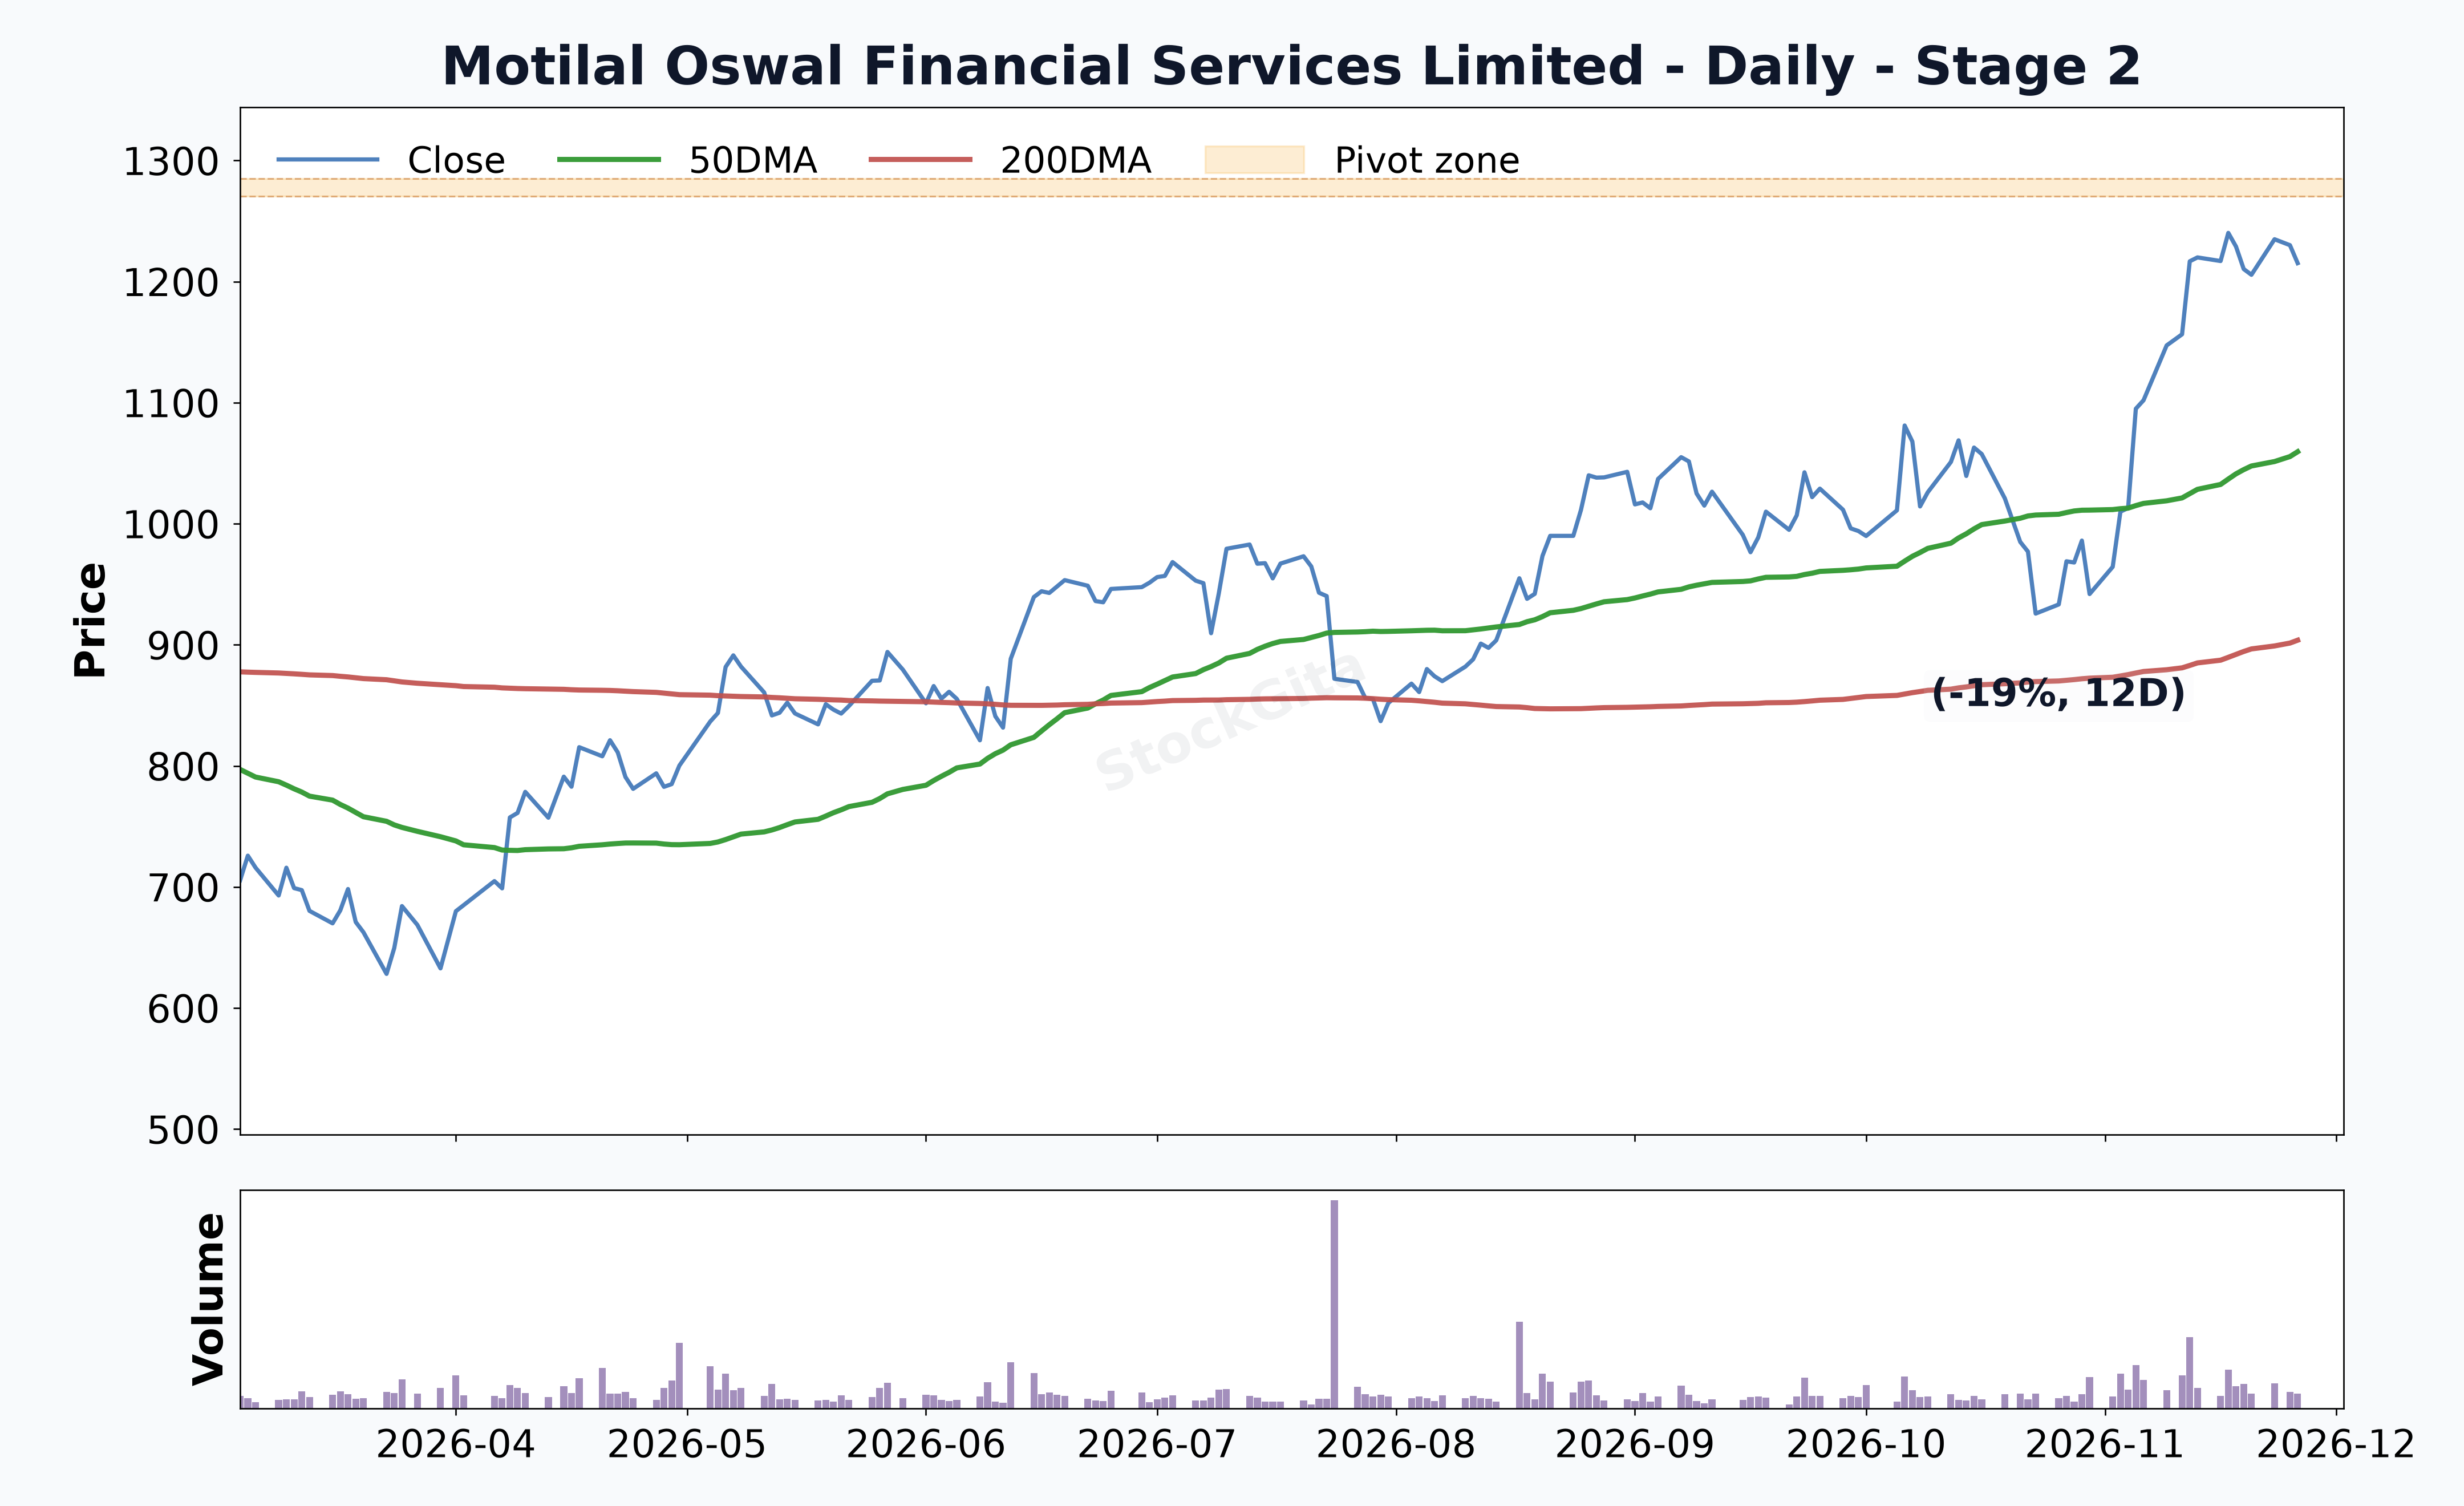 Motilal Oswal Financial Services Limited - Daily - Stage 2
Close 50DMA 200DMA Pivot zone
1300
1200
1100
1000
900
800
700
600
500
Price
(-19%, 12D)
StockGita
Volume
2026-04 2026-05 2026-06 2026-07 2026-08 2026-09 2026-10 2026-11 2026-12